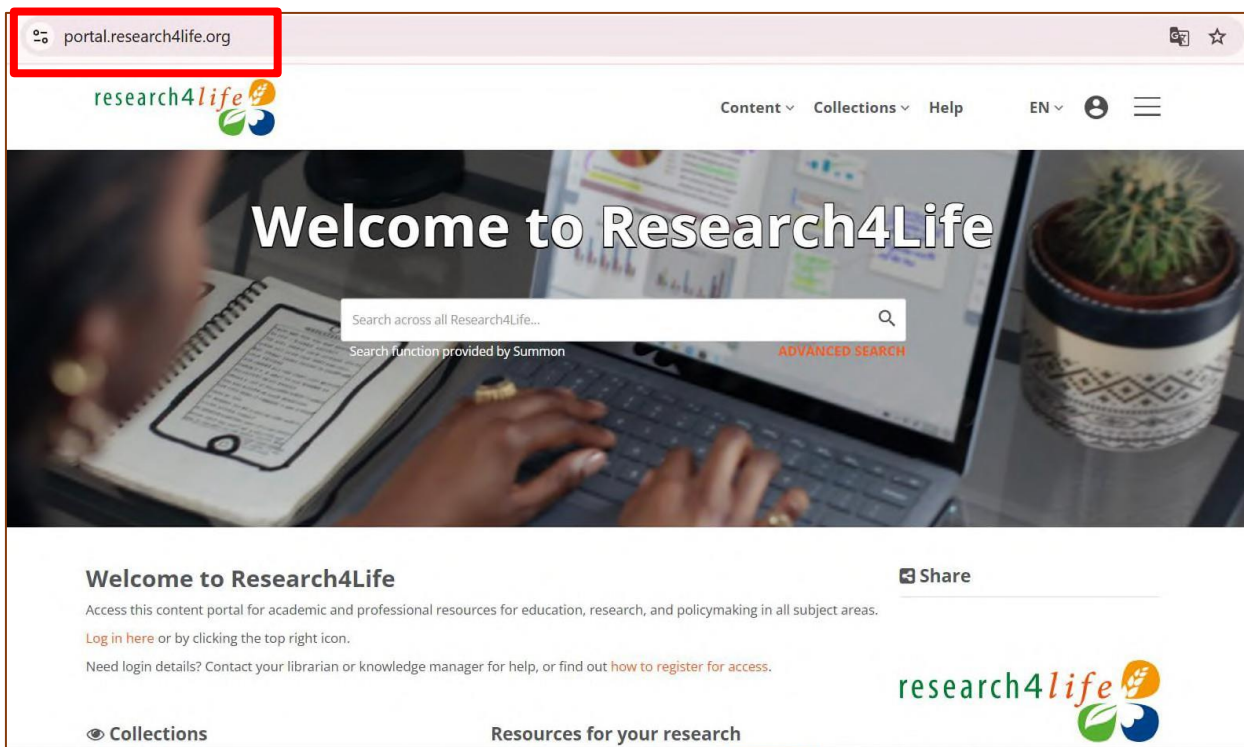 portal.research4life.org
research4life
Content Collections Help EN
Welcome to Research4Life
Search across all Research4Life...
Search function provided by Summon ADVANCED SEARCH
Welcome to Research4Life
Access this content portal for academic and professional resources for education, research, and policymaking in all subject areas.
Log in here or by clicking the top right icon.
Need login details? Contact your librarian or knowledge manager for help, or find out how to register for access.
Share
research4life
Collections Resources for your research